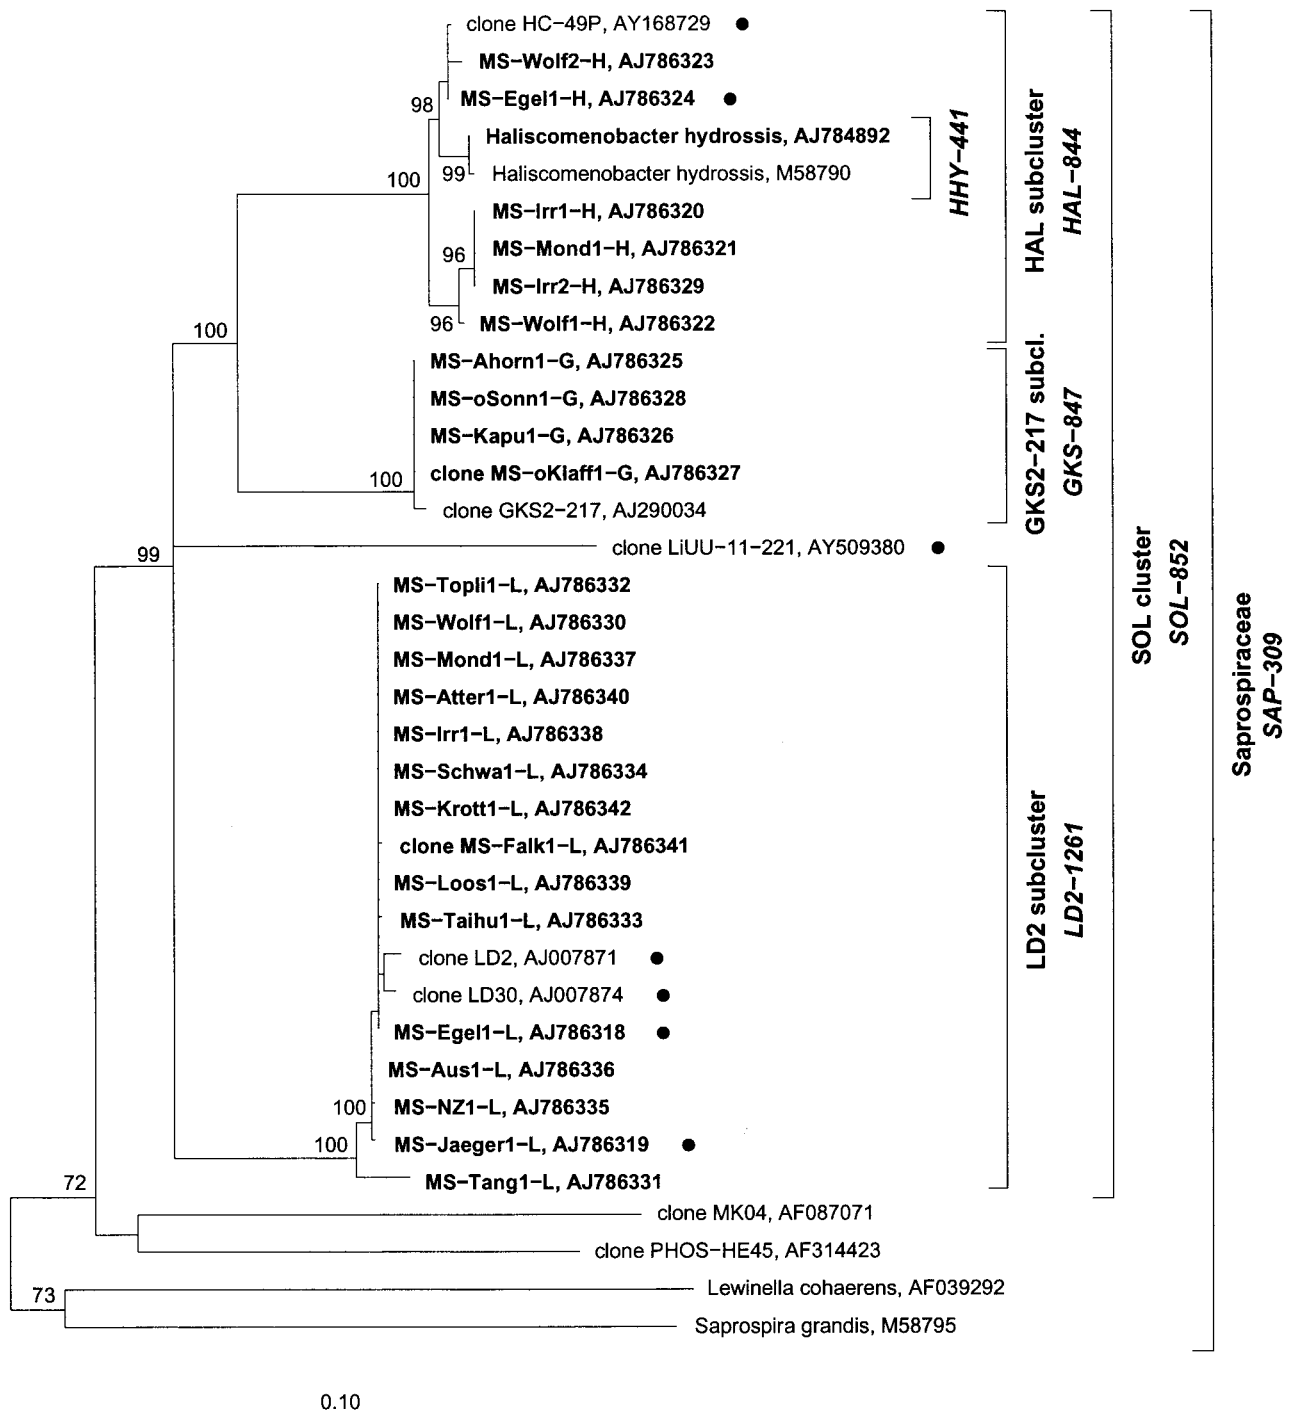 clone HC−49P, AY168729 ●
MS−Wolf2−H, AJ786323
MS−Egel1−H, AJ786324 ●
98
Haliscomenobacter hydrossis, AJ784892
Haliscomenobacter hydrossis, M58790
99
HHY−441
100
MS−Irr1−H, AJ786320
MS−Mond1−H, AJ786321
96
MS−Irr2−H, AJ786329
MS−Wolf1−H, AJ786322
96
HAL subcluster
HAL−844
100
MS−Ahorn1−G, AJ786325
MS−oSonn1−G, AJ786328
MS−Kapu1−G, AJ786326
clone MS−oKlaff1−G, AJ786327
100
clone GKS2−217, AJ290034
GKS2−217 subcl.
GKS−847
clone LiUU−11−221, AY509380 ●
99
MS−Topli1−L, AJ786332
MS−Wolf1−L, AJ786330
MS−Mond1−L, AJ786337
MS−Atter1−L, AJ786340
MS−Irr1−L, AJ786338
MS−Schwa1−L, AJ786334
MS−Krott1−L, AJ786342
clone MS−Falk1−L, AJ786341
MS−Loos1−L, AJ786339
MS−Taihu1−L, AJ786333
clone LD2, AJ007871 ●
clone LD30, AJ007874 ●
MS−Egel1−L, AJ786318 ●
MS−Aus1−L, AJ786336
MS−NZ1−L, AJ786335
100
MS−Jaeger1−L, AJ786319 ●
100
MS−Tang1−L, AJ786331
LD2 subcluster
LD2−1261
SOL cluster
SOL−852
72
clone MK04, AF087071
clone PHOS−HE45, AF314423
Lewinella cohaerens, AF039292
73
Saprospira grandis, M58795
Saprospiraceae
SAP−309
0.10